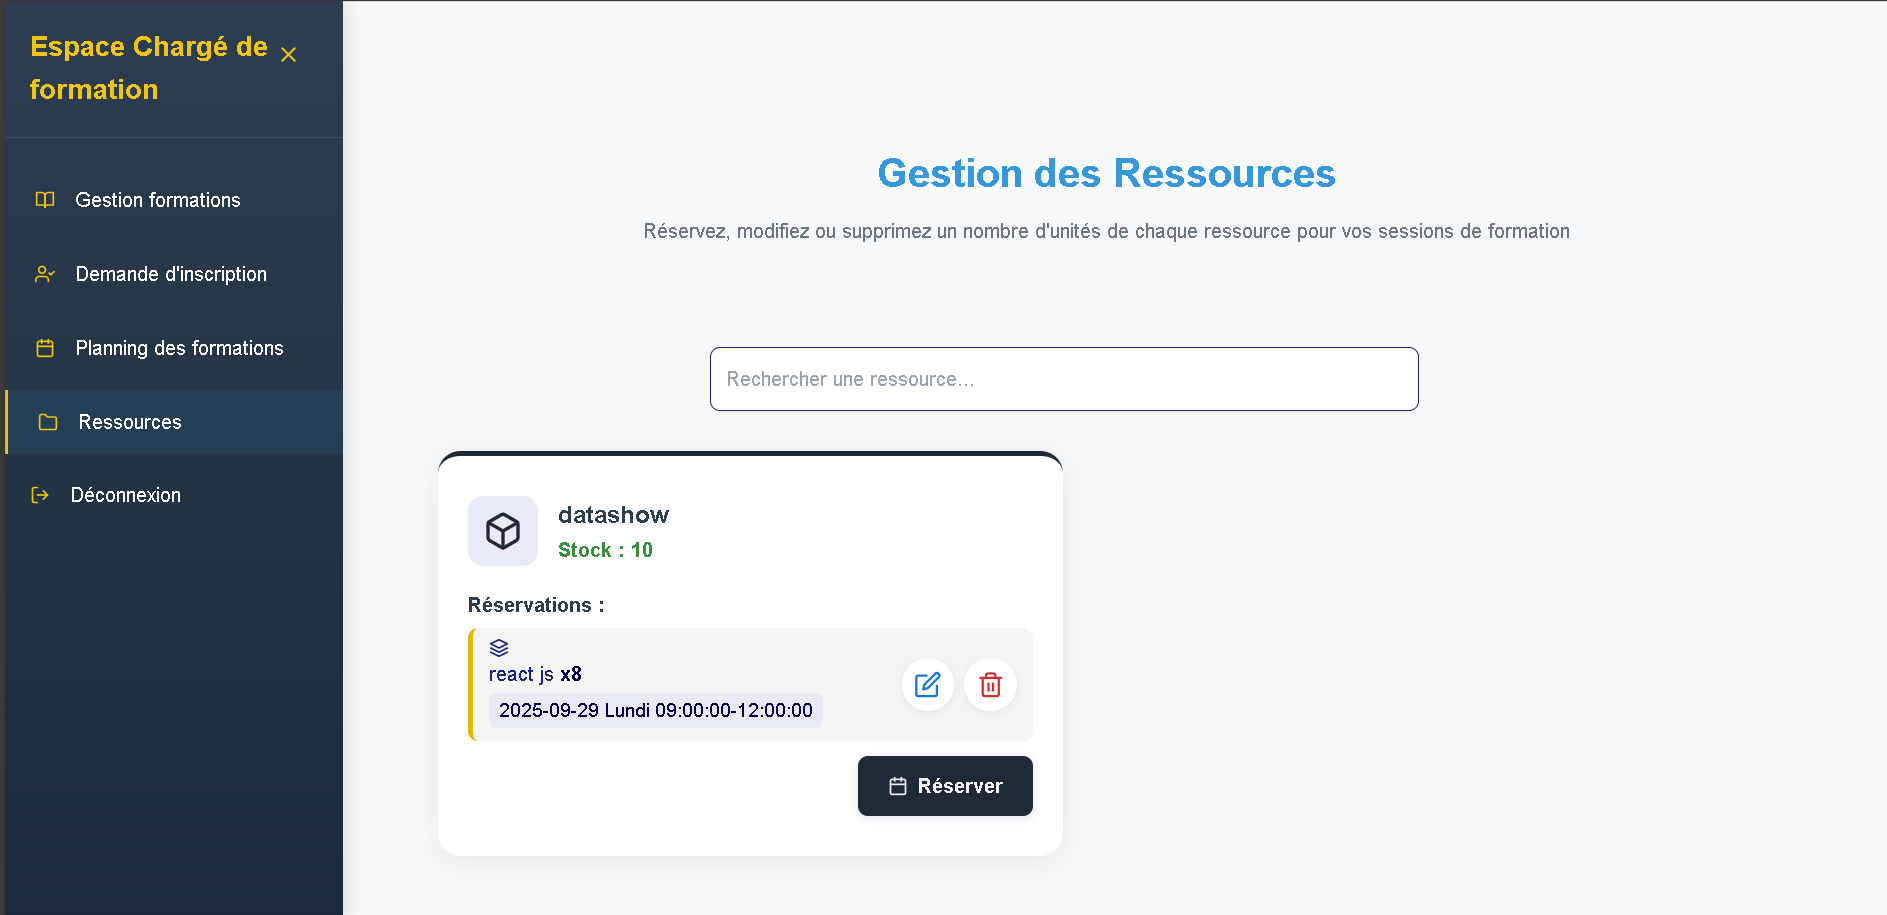 Espace Chargé de
formation
Gestion formations
Demande d'inscription
Planning des formations
Ressources
Déconnexion
Gestion des Ressources
Réservez, modifiez ou supprimez un nombre d'unités de chaque ressource pour vos sessions de formation
Rechercher une ressource...
datashow
Stock : 10
Réservations :
react js x8
2025-09-29 Lundi 09:00:00-12:00:00
Réserver